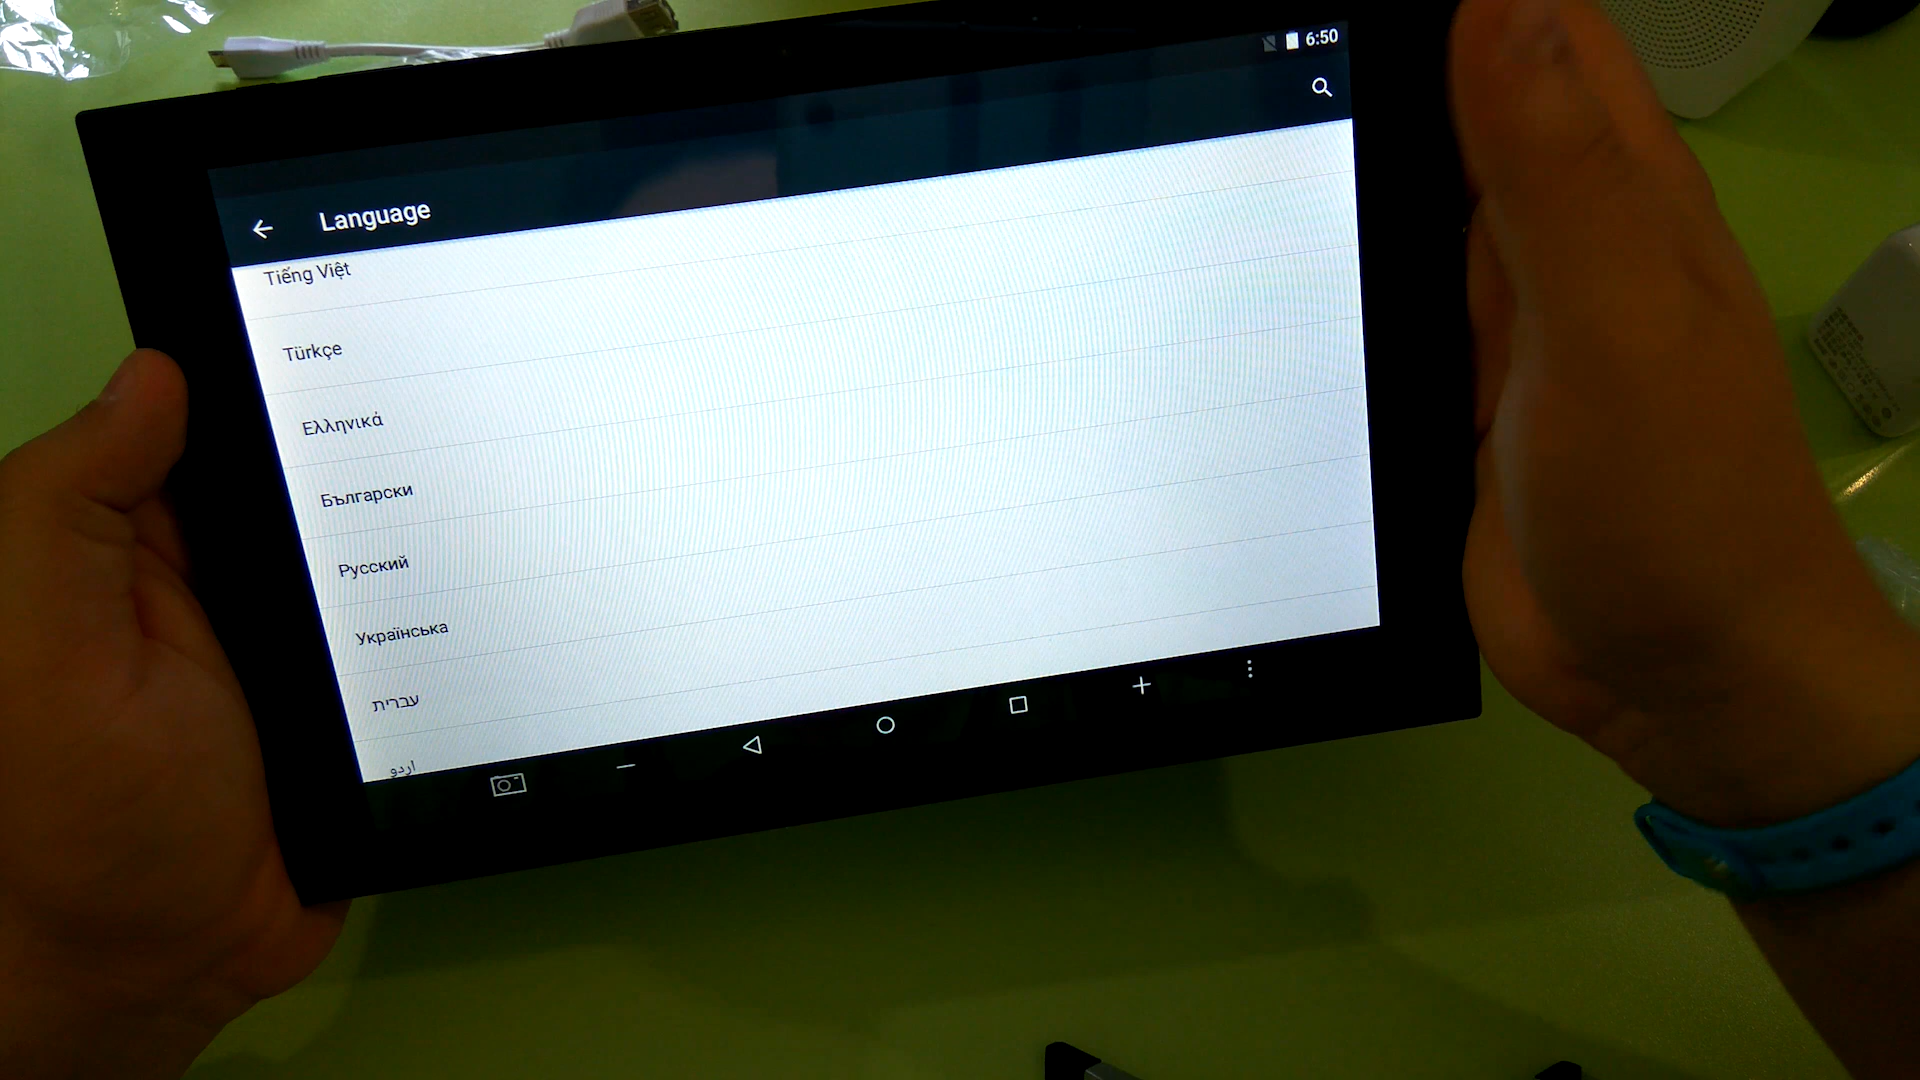 6:50
Language
Tiếng Việt
Türkçe
Ελληνικά
Български
Русский
Українська
עברית
اردو